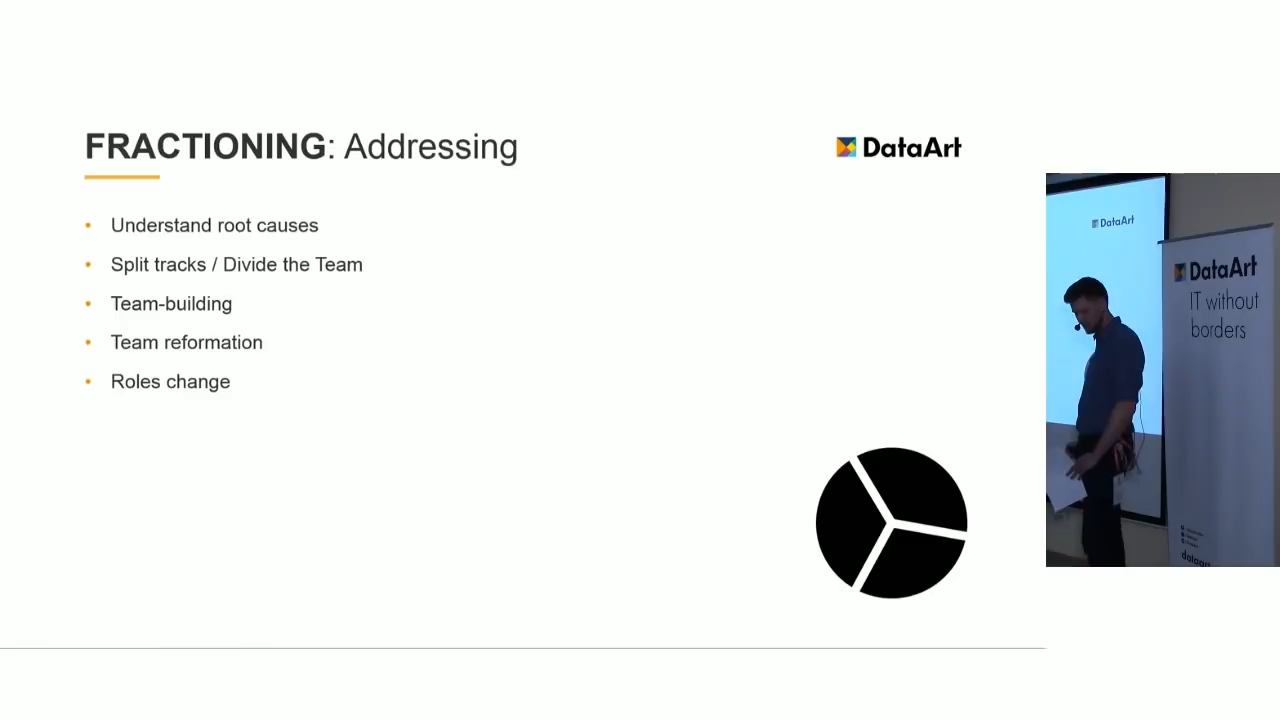 FRACTIONING: Addressing
DataArt
• Understand root causes
• Split tracks / Divide the Team
• Team-building
• Team reformation
• Roles change
DataArt
DataArt
IT without
borders
dataart